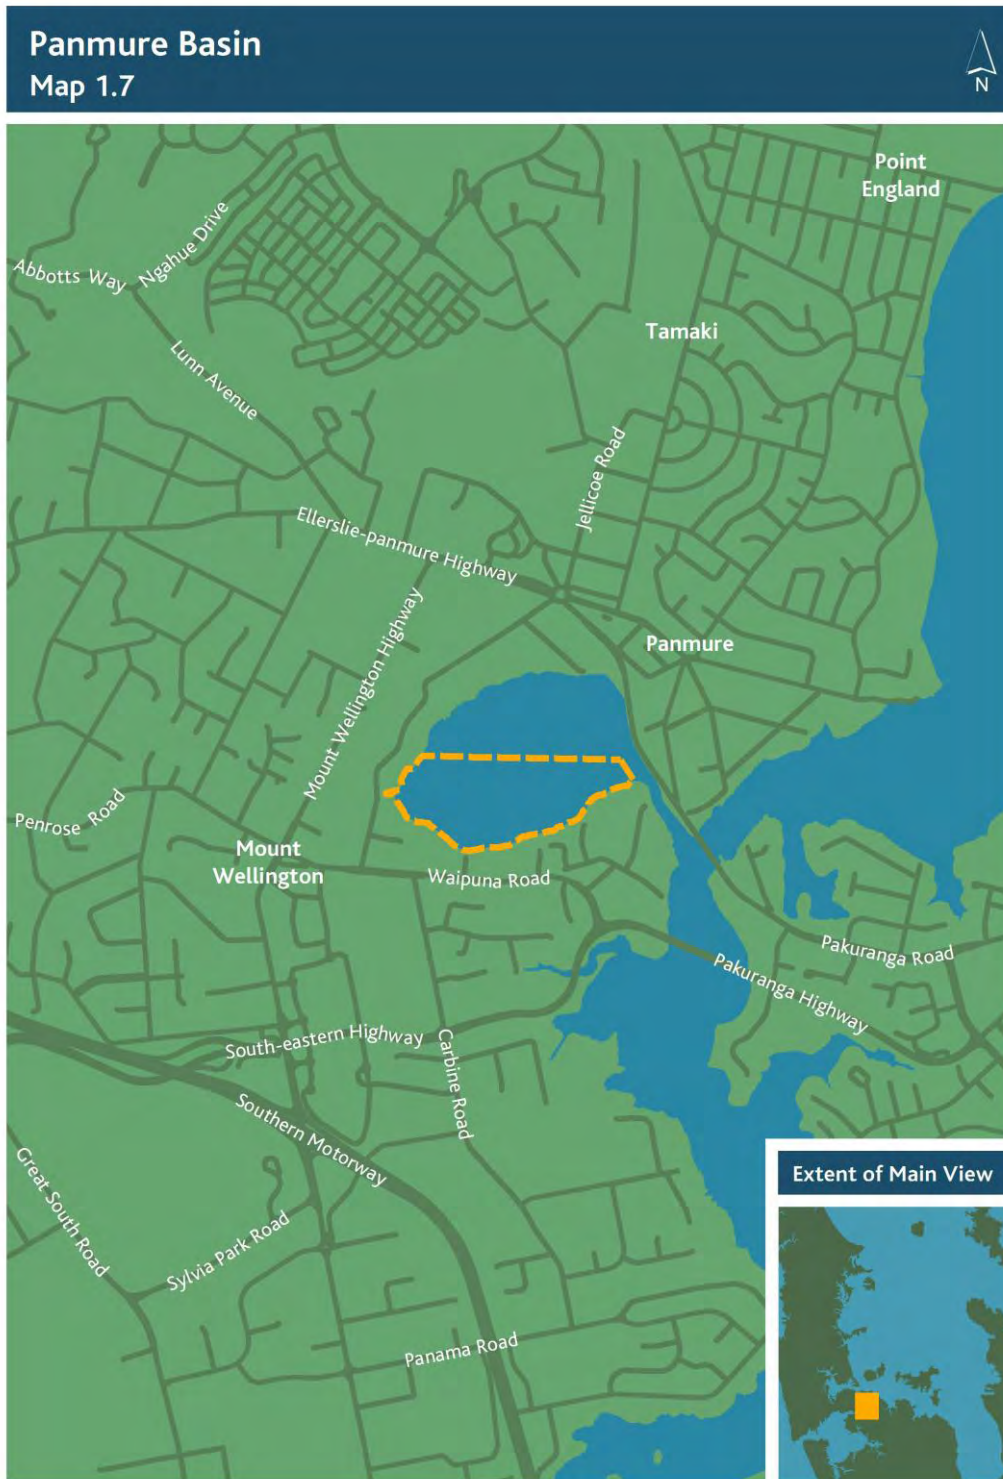 Panmure Basin
Map 1.7
N
Point
England
Ngahue Drive
Abbotts Way
Tamaki
Lunn Avenue
Jellicoe Road
Ellerslie-panmure Highway
Panmure
Mount Wellington Highway
Penrose Road
Mount
Wellington
Waipuna Road
Pakuranga Road
Pakuranga Highway
South-eastern Highway
Carbine Road
Southern Motorway
Great South Road
Sylvia Park Road
Panama Road
Extent of Main View